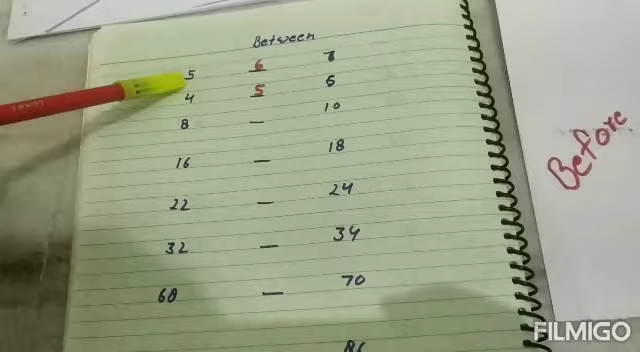 Between
5 6 7
4 5 6
8 _ 10
16 _ 18
22 _ 24
32 _ 34
68 _ 70
Before
FILMIGO